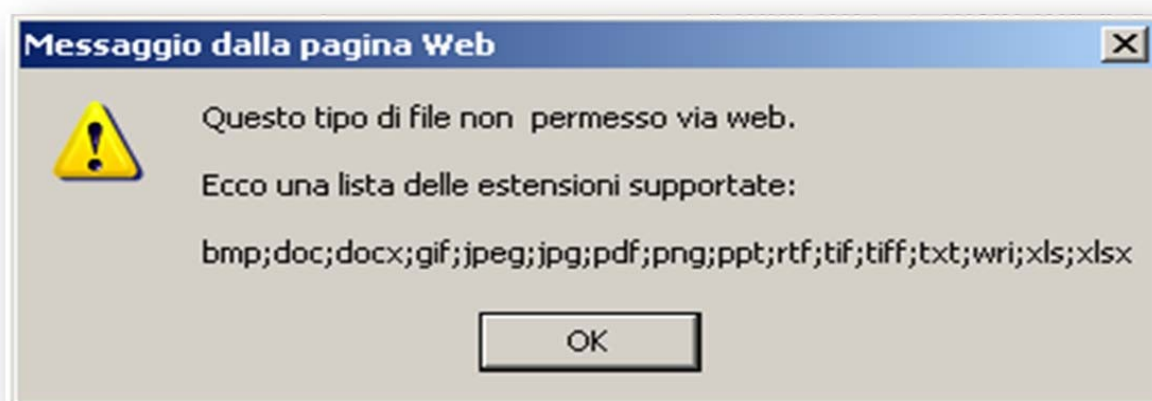 Messaggio dalla pagina Web
Questo tipo di file non  permesso via web.
Ecco una lista delle estensioni supportate:
bmp;doc;docx;gif;jpeg;jpg;pdf;png;ppt;rtf;tif;tiff;txt;wri;xls;xlsx
OK